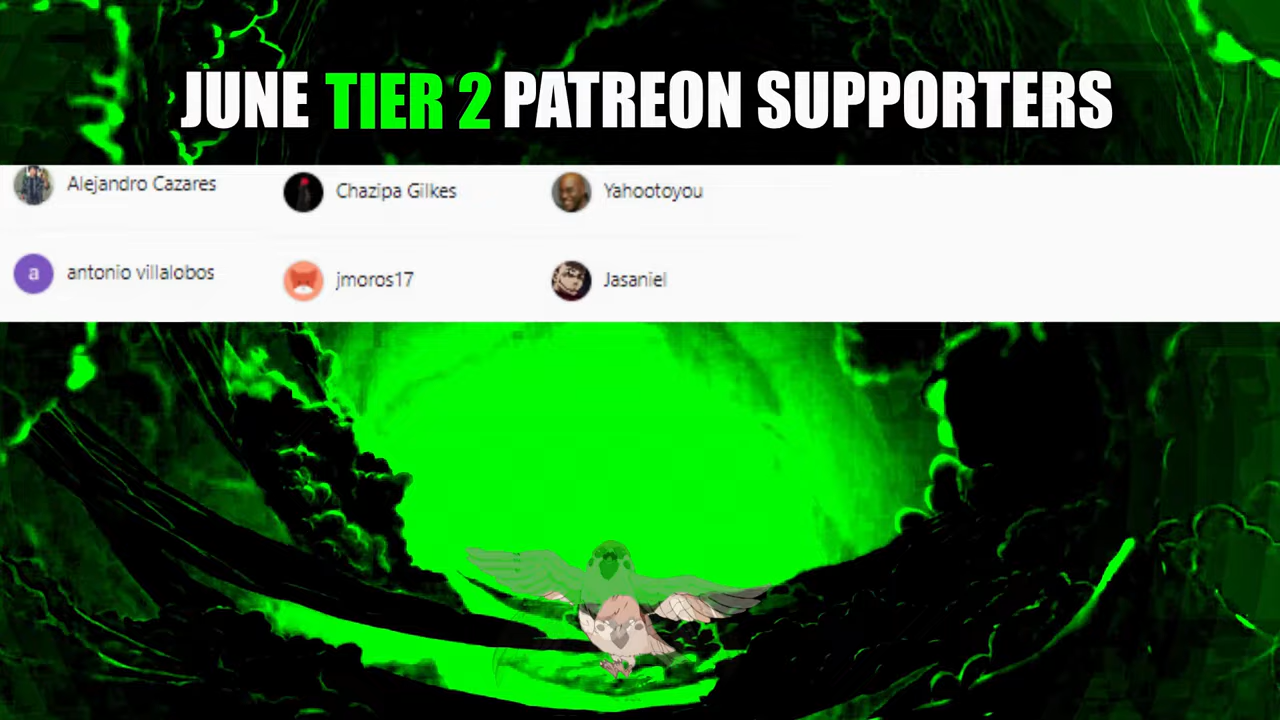 JUNE TIER 2 PATREON SUPPORTERS
Alejandro Cazares
Chazipa Gilkes
Yahootoyou
a
antonio villalobos
jmoros17
Jasaniel